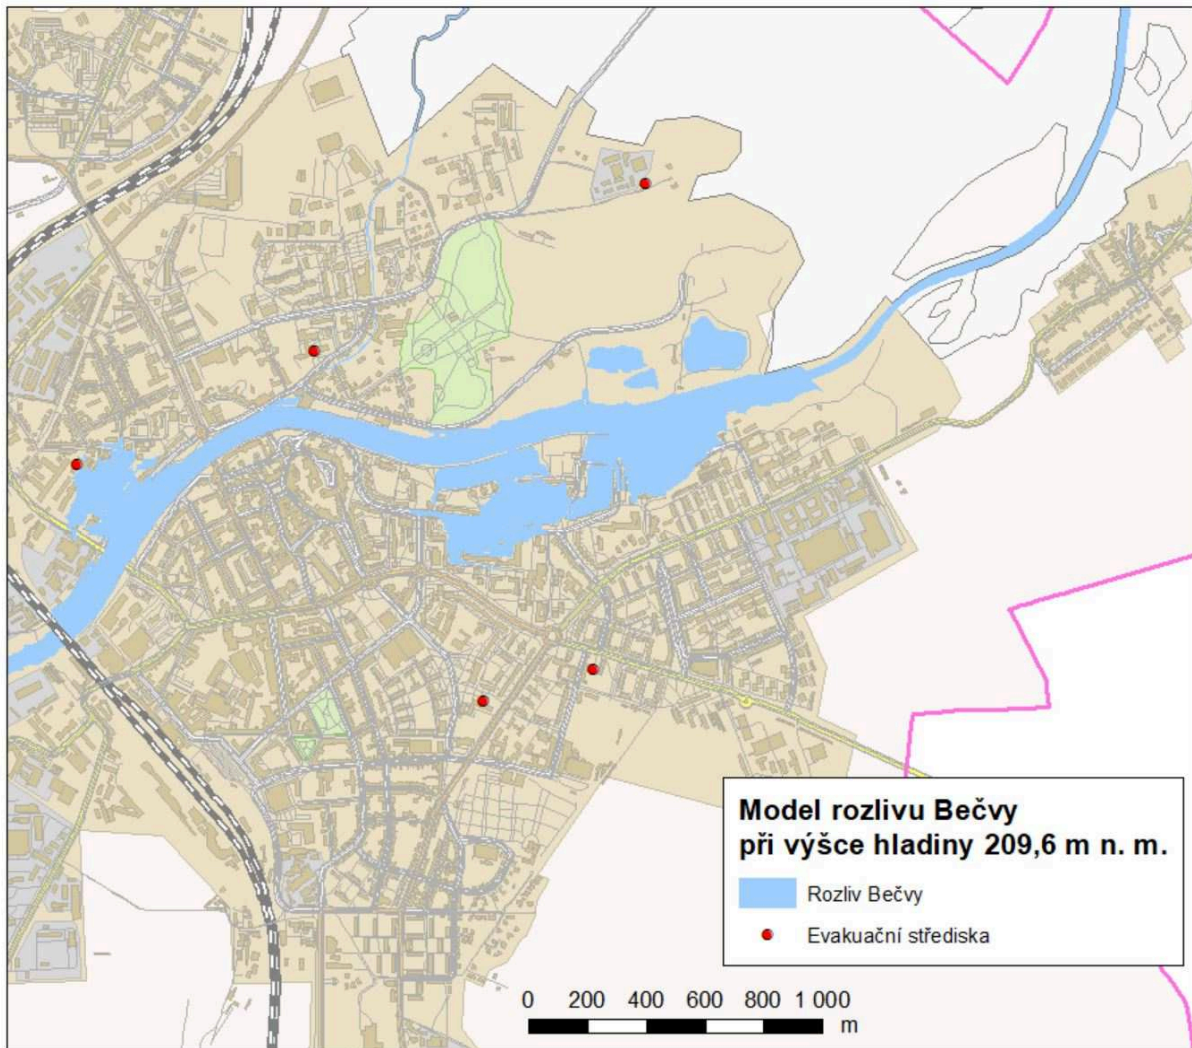 Model rozlivu Bečvy
při výšce hladiny 209,6 m n. m.
Rozliv Bečvy
Evakuační střediska
0 200 400 600 800 1 000
m